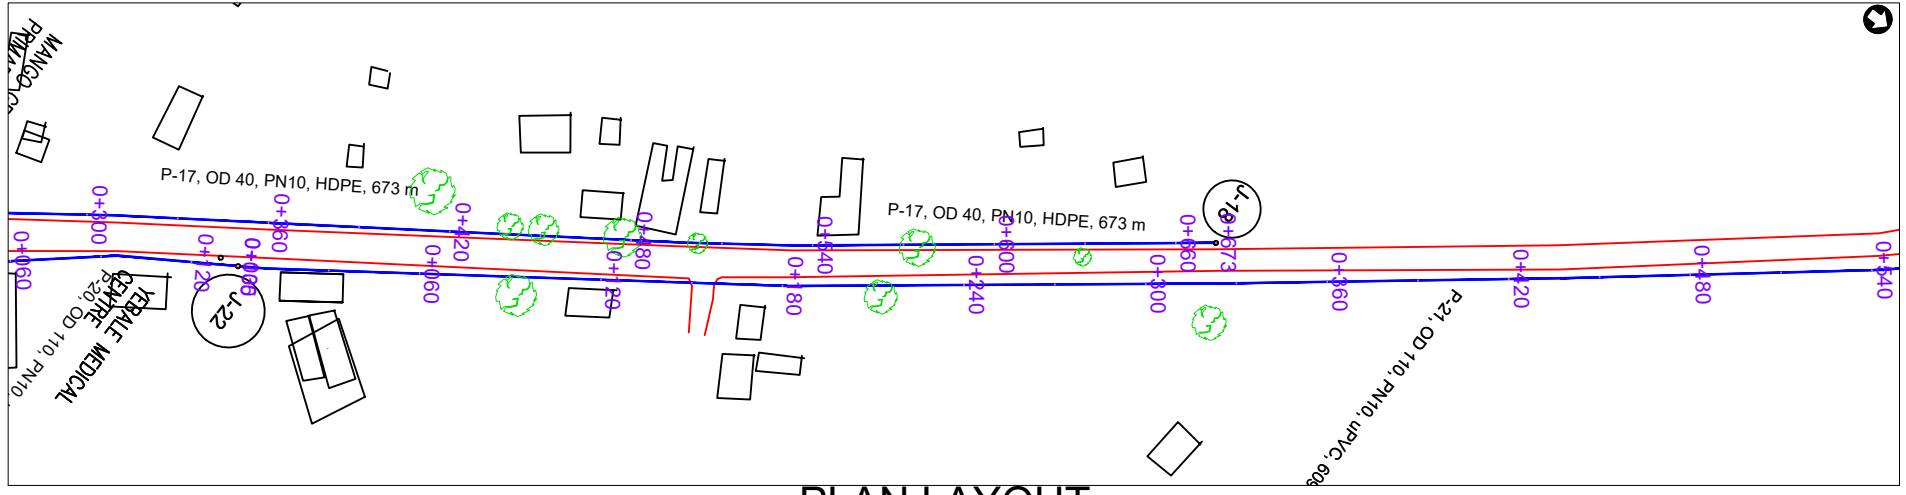 MANGO
P-17, OD 40, PN10, HDPE, 673 m
P-17, OD 40, PN10, HDPE, 673 m
J-18
0+300
0+360
0+420
0+480
0+540
0+600
0+660
0+673
0+060
0+120
0+060
0+120
0+180
0+240
0+300
0+360
0+420
0+480
0+540
J-22
YEBALE MEDICAL
CENTRE
P-20, OD 110, PN10,
P-21, OD 110, PN10, uPVC, 609
PLAN LAYOUT